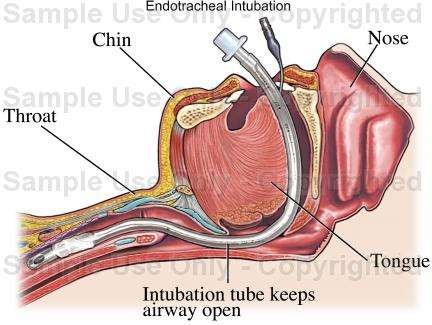 Endotracheal Intubation
Sample Use Only - Copyrighted
Chin
Nose
Sample Use Only - Copyrighted
Throat
Sample Use Only - Copyrighted
Sample Use Only - Copyrighted
Tongue
Intubation tube keeps
airway open